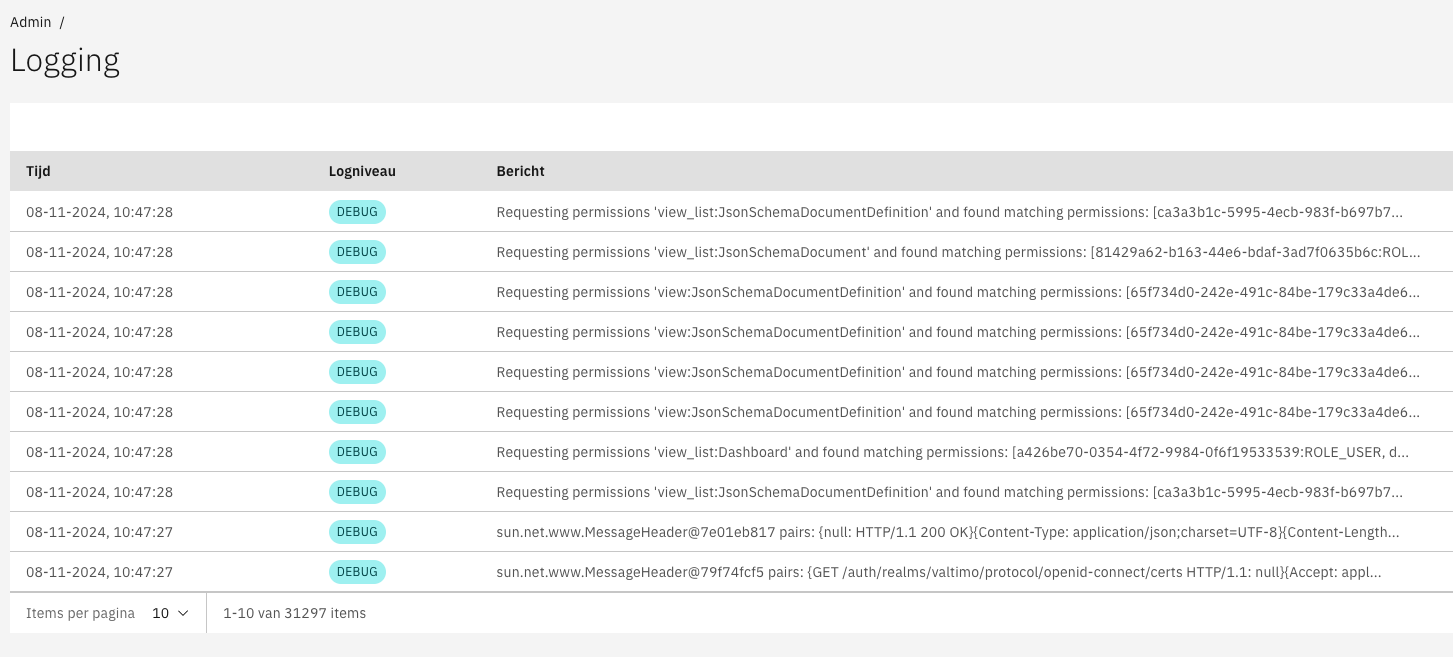 Admin /
Logging
Tijd Logniveau Bericht
08-11-2024, 10:47:28 DEBUG Requesting permissions 'view_list:JsonSchemaDocumentDefinition' and found matching permissions: [ca3a3b1c-5995-4ecb-983f-b697b7...
08-11-2024, 10:47:28 DEBUG Requesting permissions 'view_list:JsonSchemaDocument' and found matching permissions: [81429a62-b163-44e6-bdaf-3ad7f0635b6c:ROL...
08-11-2024, 10:47:28 DEBUG Requesting permissions 'view:JsonSchemaDocumentDefinition' and found matching permissions: [65f734d0-242e-491c-84be-179c33a4de6...
08-11-2024, 10:47:28 DEBUG Requesting permissions 'view:JsonSchemaDocumentDefinition' and found matching permissions: [65f734d0-242e-491c-84be-179c33a4de6...
08-11-2024, 10:47:28 DEBUG Requesting permissions 'view:JsonSchemaDocumentDefinition' and found matching permissions: [65f734d0-242e-491c-84be-179c33a4de6...
08-11-2024, 10:47:28 DEBUG Requesting permissions 'view:JsonSchemaDocumentDefinition' and found matching permissions: [65f734d0-242e-491c-84be-179c33a4de6...
08-11-2024, 10:47:28 DEBUG Requesting permissions 'view_list:Dashboard' and found matching permissions: [a426be70-0354-4f72-9984-0f6f19533539:ROLE_USER, d...
08-11-2024, 10:47:28 DEBUG Requesting permissions 'view_list:JsonSchemaDocumentDefinition' and found matching permissions: [ca3a3b1c-5995-4ecb-983f-b697b7...
08-11-2024, 10:47:27 DEBUG sun.net.www.MessageHeader@7e01eb817 pairs: {null: HTTP/1.1 200 OK}{Content-Type: application/json;charset=UTF-8}{Content-Length...
08-11-2024, 10:47:27 DEBUG sun.net.www.MessageHeader@79f74fcf5 pairs: {GET /auth/realms/valtimo/protocol/openid-connect/certs HTTP/1.1: null}{Accept: appl...
Items per pagina 10 1-10 van 31297 items